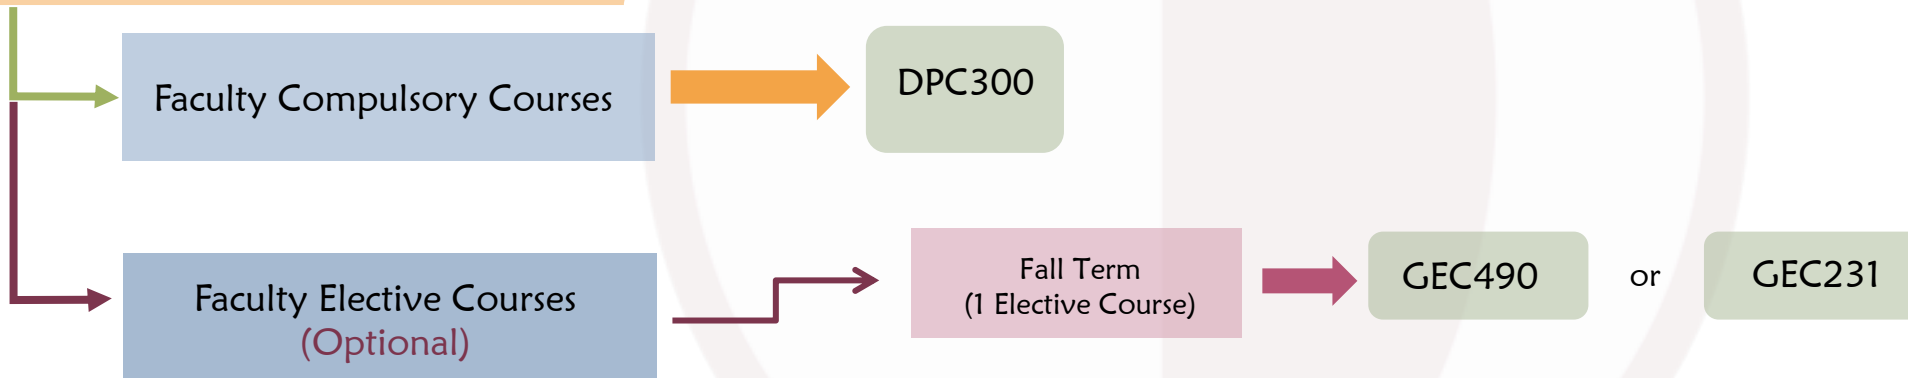 Faculty Compulsory Courses
DPC300
Faculty Elective Courses
(Optional)
Fall Term
(1 Elective Course)
GEC490
or
GEC231